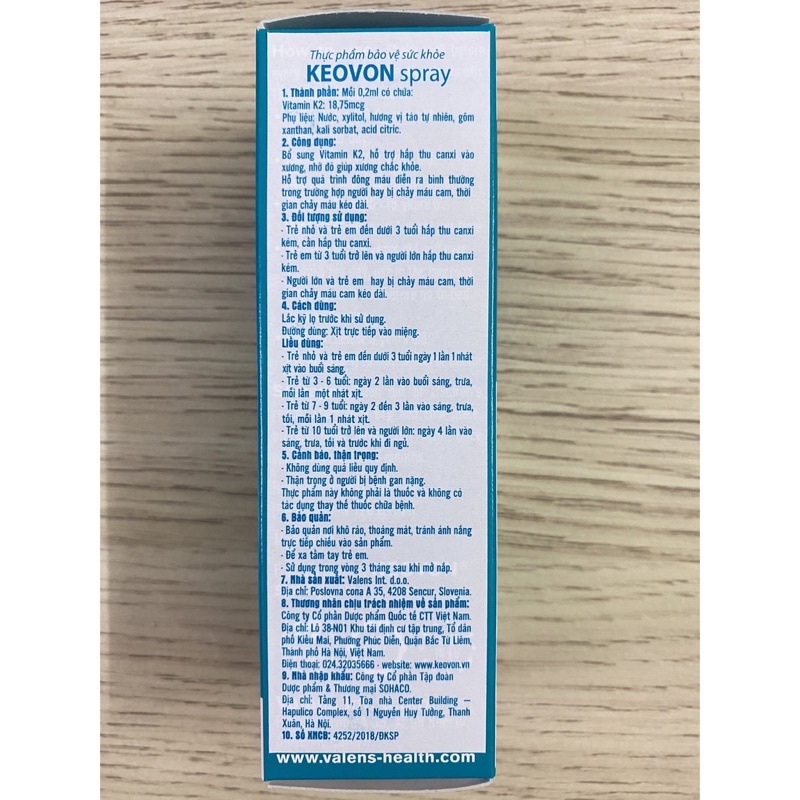 Thực phẩm bảo vệ sức khỏe
KEOVON spray
1. Thành phần: Mỗi 0,2ml có chứa:
Vitamin K2: 18,75mcg
Phụ liệu: Nước, xylitol, hương vị táo tự nhiên, gôm
xanthan, kali sorbat, acid citric.
2. Công dụng:
Bổ sung Vitamin K2, hỗ trợ hấp thu canxi vào
xương, nhờ đó giúp xương chắc khỏe.
Hỗ trợ quá trình đông máu diễn ra bình thường
trong trường hợp người hay bị chảy máu cam, thời
gian chảy máu kéo dài.
3. Đối tượng sử dụng:
- Trẻ nhỏ và trẻ em đến dưới 3 tuổi hấp thu canxi
kém, cần hấp thu canxi.
- Trẻ em từ 3 tuổi trở lên và người lớn hấp thu canxi
kém.
- Người lớn và trẻ em hay bị chảy máu cam, thời
gian chảy máu cam kéo dài.
4. Cách dùng:
Lắc kỹ lọ trước khi sử dụng.
Đường dùng: Xịt trực tiếp vào miệng.
Liều dùng:
- Trẻ nhỏ và trẻ em đến dưới 3 tuổi ngày 1 lần 1 nhát
xịt vào buổi sáng.
- Trẻ từ 3 - 6 tuổi: ngày 2 lần vào buổi sáng, trưa,
mỗi lần một nhát xịt.
- Trẻ từ 7 - 9 tuổi: ngày 2 đến 3 lần vào sáng, trưa,
tối, mỗi lần 1 nhát xịt.
- Trẻ từ 10 tuổi trở lên và người lớn: ngày 4 lần vào
sáng, trưa, tối và trước khi đi ngủ.
5. Cảnh báo, thận trọng:
- Không dùng quá liều quy định.
- Thận trọng ở người bị bệnh gan nặng.
Thực phẩm này không phải là thuốc và không có
tác dụng thay thế thuốc chữa bệnh.
6. Bảo quản:
- Bảo quản nơi khô ráo, thoáng mát, tránh ánh nắng
trực tiếp chiếu vào sản phẩm.
- Để xa tầm tay trẻ em.
- Sử dụng trong vòng 3 tháng sau khi mở nắp.
7. Nhà sản xuất: Valens Int. d.o.o.
Địa chỉ: Poslovna cona A 35, 4208 Sencur, Slovenia.
8. Thương nhân chịu trách nhiệm về sản phẩm:
Công ty Cổ phần Dược phẩm Quốc tế CTT Việt Nam.
Địa chỉ: Lô 38-N01 Khu tái định cư tập trung, Tổ dân
phố Kiều Mai, Phường Phúc Diễn, Quận Bắc Từ Liêm,
Thành phố Hà Nội, Việt Nam.
Điện thoại: 024.32035666 - website: www.keovon.vn
9. Nhà nhập khẩu: Công ty Cổ phần Tập đoàn
Dược phẩm & Thương mại SOHACO.
Địa chỉ: Tầng 11, Tòa nhà Center Building –
Hapulico Complex, số 1 Nguyễn Huy Tưởng, Thanh
Xuân, Hà Nội.
10. Số XNCB: 4252/2018/ĐKSP
www.valens-health.com